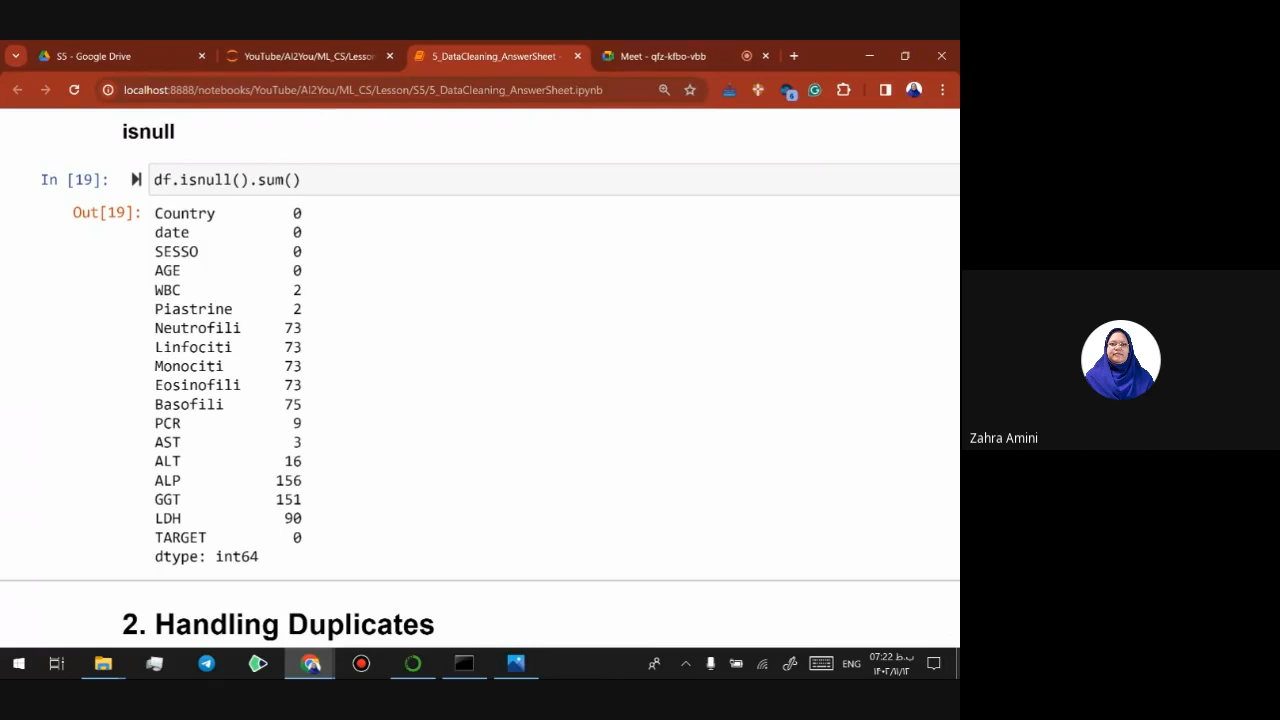 S5 - Google Drive
YouTube/AI2You/ML_CS/Lesson
5_DataCleaning_AnswerSheet -
Meet - qfz-kfbo-vbb
localhost:8888/notebooks/YouTube/AI2You/ML_CS/Lesson/S5/5_DataCleaning_AnswerSheet.ipynb
6
isnull
In [19]: df.isnull().sum()
Out[19]: Country 0
date 0
SESSO 0
AGE 0
WBC 2
Piastrine 2
Neutrofili 73
Linfociti 73
Monociti 73
Eosinofili 73
Basofili 75
PCR 9
AST 3
ALT 16
ALP 156
GGT 151
LDH 90
TARGET 0
dtype: int64
2. Handling Duplicates
Zahra Amini
ENG
07:22 ب.ظ
۱۴۰۲/۱۱/۱۳